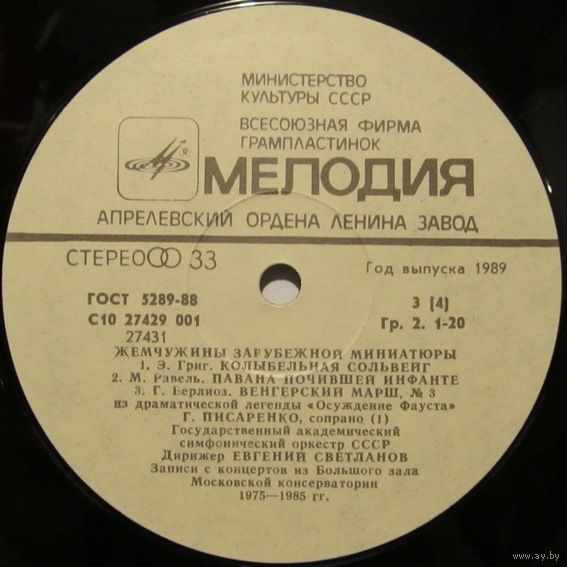 МИНИСТЕРСТВО
КУЛЬТУРЫ СССР
ВСЕСОЮЗНАЯ ФИРМА
ГРАМПЛАСТИНОК
®
МЕЛОДИЯ
АПРЕЛЕВСКИЙ ОРДЕНА ЛЕНИНА ЗАВОД
СТЕРЕО 33
Год выпуска 1989
ГОСТ 5289-88
3 (4)
С10 27429 001
Гр. 2. 1-20
27431
ЖЕМЧУЖИНЫ ЗАРУБЕЖНОЙ МИНИАТЮРЫ
1. Э. Григ. КОЛЫБЕЛЬНАЯ СОЛЬВЕЙГ
2. М. Равель. ПАВАНА ПОЧИВШЕЙ ИНФАНТЕ
3. Г. Берлиоз. ВЕНГЕРСКИЙ МАРШ, № 3
из драматической легенды «Осуждение Фауста»
Г. ПИСАРЕНКО, сопрано (1)
Государственный академический
симфонический оркестр СССР
Дирижер ЕВГЕНИЙ СВЕТЛАНОВ
Записи с концертов из Большого зала
Московской консерватории
1975—1985 гг.
www.ay.by